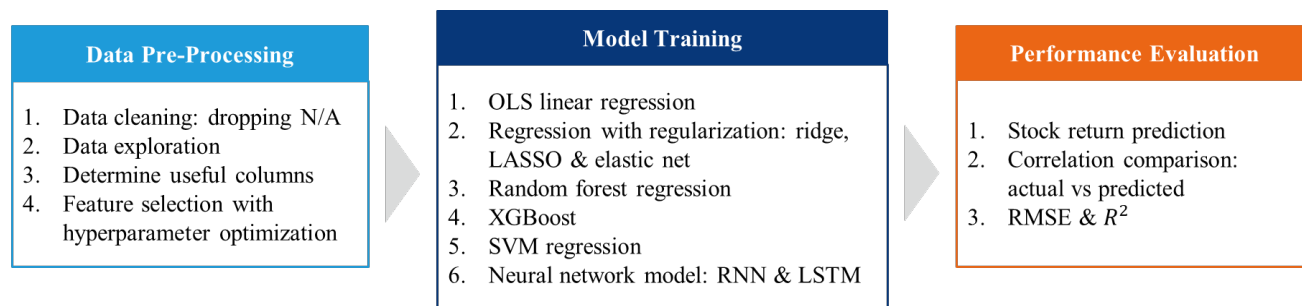 Data Pre-Processing
1. Data cleaning: dropping N/A
2. Data exploration
3. Determine useful columns
4. Feature selection with
hyperparameter optimization
Model Training
1. OLS linear regression
2. Regression with regularization: ridge,
LASSO & elastic net
3. Random forest regression
4. XGBoost
5. SVM regression
6. Neural network model: RNN & LSTM
Performance Evaluation
1. Stock return prediction
2. Correlation comparison:
actual vs predicted
3. RMSE & R²